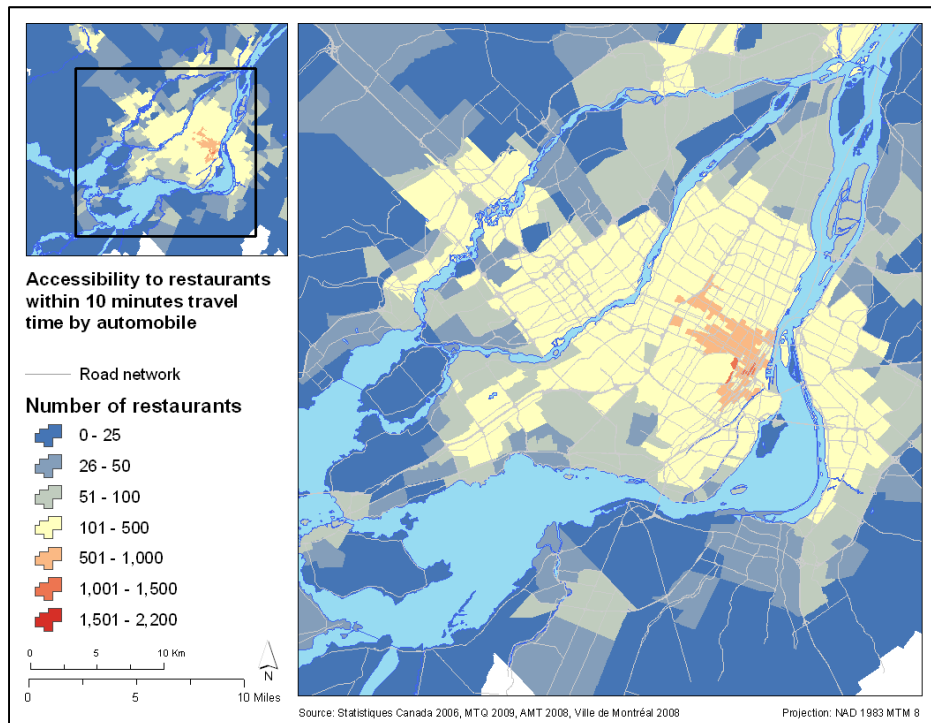 Accessibility to restaurants
within 10 minutes travel
time by automobile
Road network
Number of restaurants
0 - 25
26 - 50
51 - 100
101 - 500
501 - 1,000
1,001 - 1,500
1,501 - 2,200
0 5 10 Km
N
0 5 10 Miles
Source: Statistiques Canada 2006, MTQ 2009, AMT 2008, Ville de Montréal 2008
Projection: NAD 1983 MTM 8